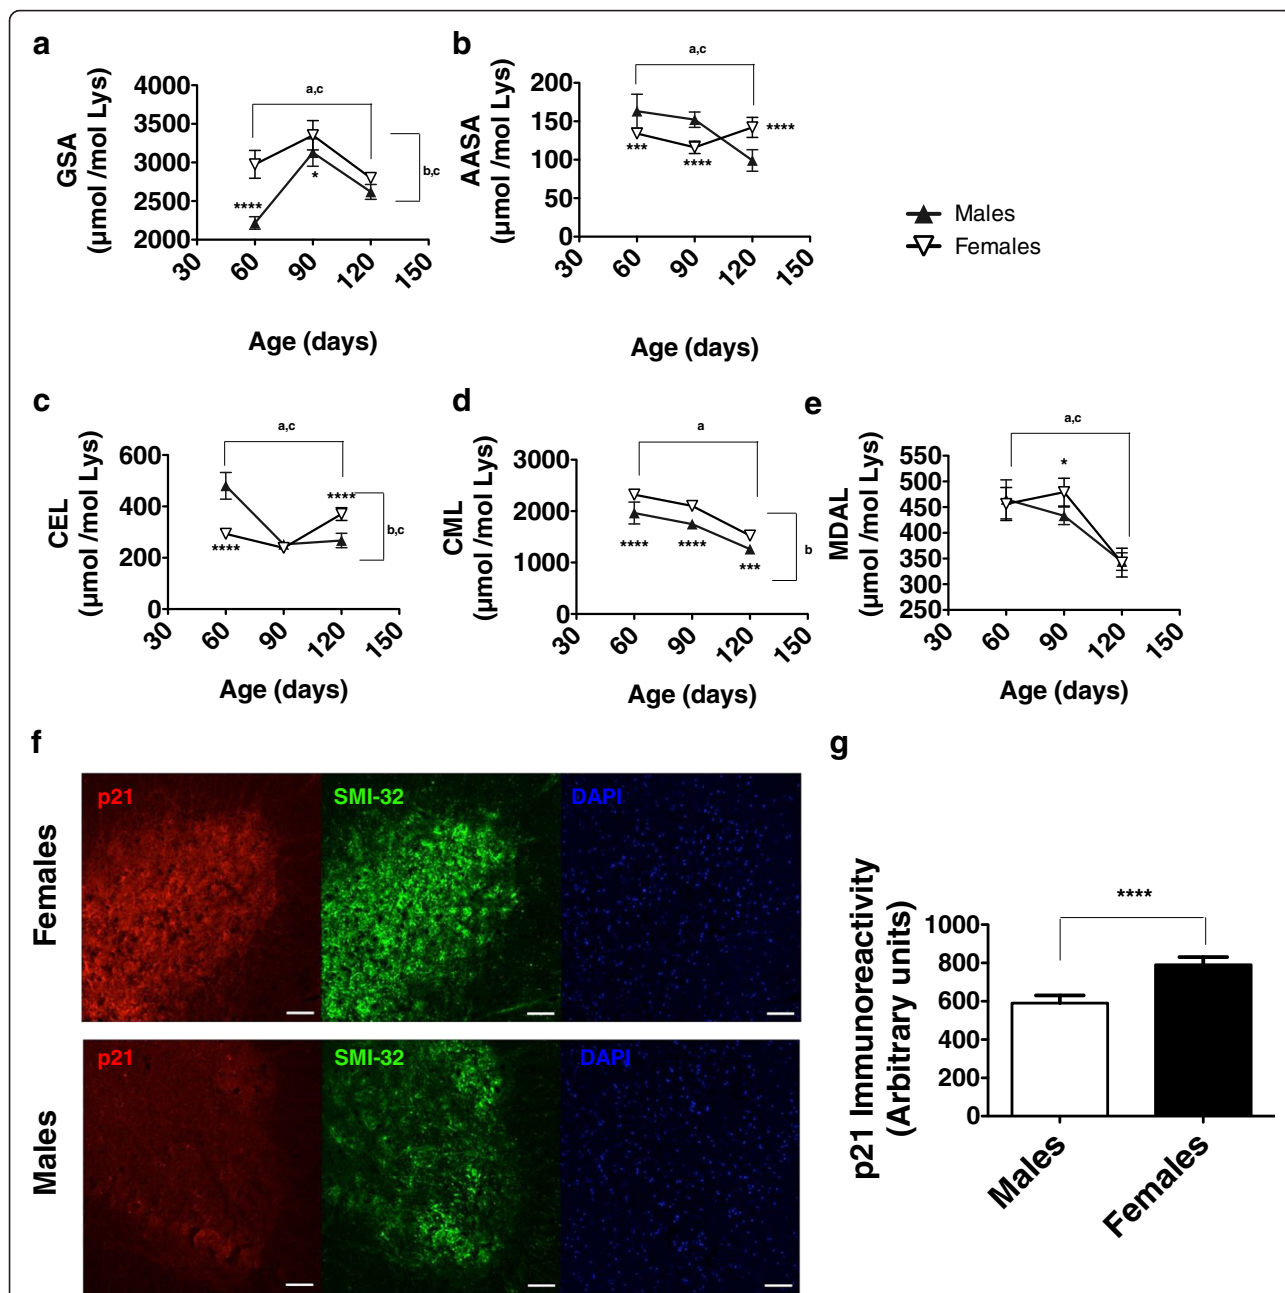 a
GSA
(µmol /mol Lys)
4000
3500
3000
2500
2000
a,c
b,c
****
*
30
60
90
120
150
Age (days)
b
AASA
(µmol /mol Lys)
200
150
100
50
0
a,c
***
****
****
30
60
90
120
150
Age (days)
Males
Females
c
CEL
(µmol /mol Lys)
600
400
200
0
a,c
****
****
b,c
30
60
90
120
150
Age (days)
d
CML
(µmol /mol Lys)
3000
2000
1000
0
a
b
****
****
***
30
60
90
120
150
Age (days)
e
MDAL
(µmol /mol Lys)
550
500
450
400
350
300
250
a,c
*
30
60
90
120
150
Age (days)
f
Females
p21
SMI-32
DAPI
Males
p21
SMI-32
DAPI
g
p21 Immunoreactivity
(Arbitrary units)
1000
800
600
400
200
0
****
Males
Females